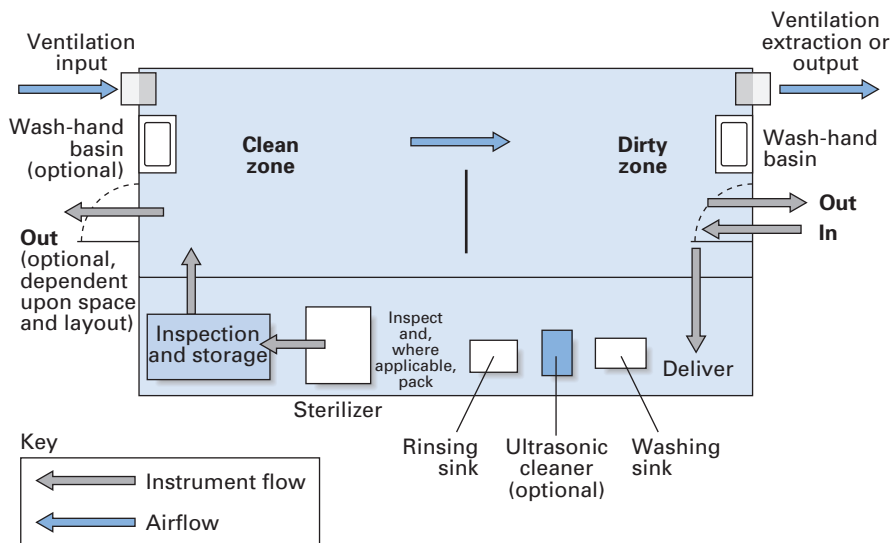 Ventilation
input
Ventilation
extraction or
output
Wash-hand
basin
(optional)
Clean
zone
Dirty
zone
Wash-hand
basin
Out
(optional,
dependent
upon space
and layout)
Out
In
Inspection
and storage
Sterilizer
Inspect
and,
where
applicable,
pack
Deliver
Rinsing
sink
Ultrasonic
cleaner
(optional)
Washing
sink
Key
Instrument flow
Airflow